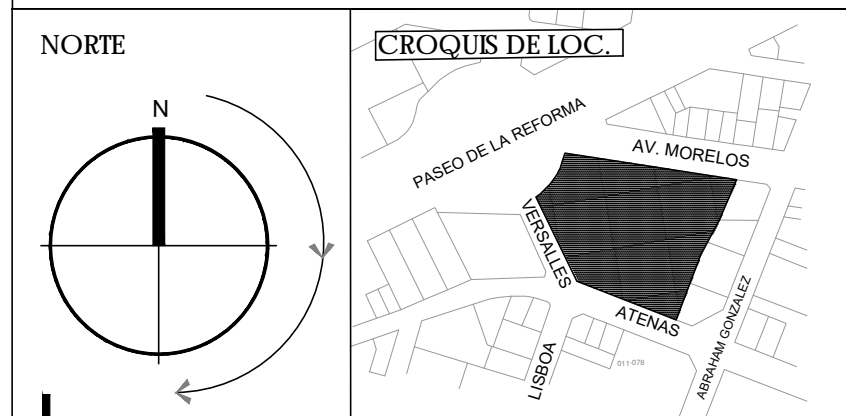 NORTE
N
CROQUIS DE LOC.
PASEO DE LA REFORMA
AV. MORELOS
VERSALLES
ATENAS
LISBOA
ABRAHAM GONZALEZ
011-078